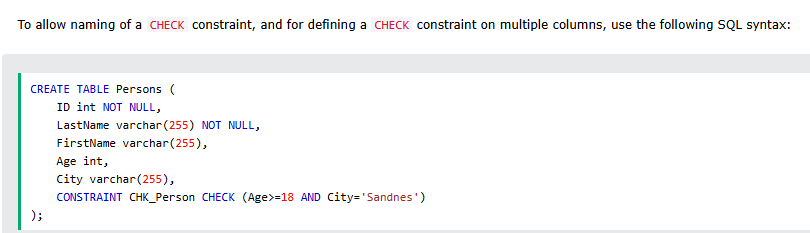 To allow naming of a CHECK constraint, and for defining a CHECK constraint on multiple columns, use the following SQL syntax:
CREATE TABLE Persons (
    ID int NOT NULL,
    LastName varchar(255) NOT NULL,
    FirstName varchar(255),
    Age int,
    City varchar(255),
    CONSTRAINT CHK_Person CHECK (Age>=18 AND City='Sandnes')
);